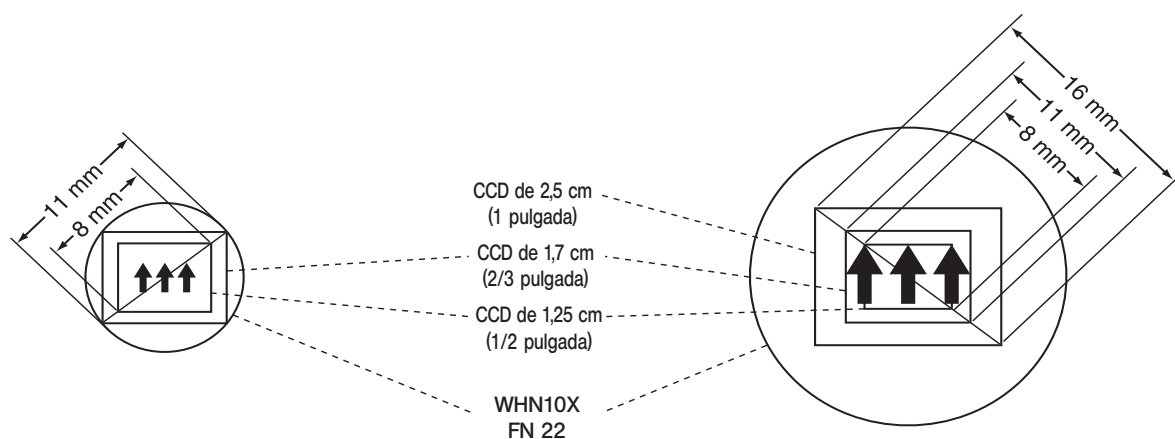 11 mm
8 mm
CCD de 2,5 cm
(1 pulgada)
CCD de 1,7 cm
(2/3 pulgada)
CCD de 1,25 cm
(1/2 pulgada)
WHN10X
FN 22
16 mm
11 mm
8 mm